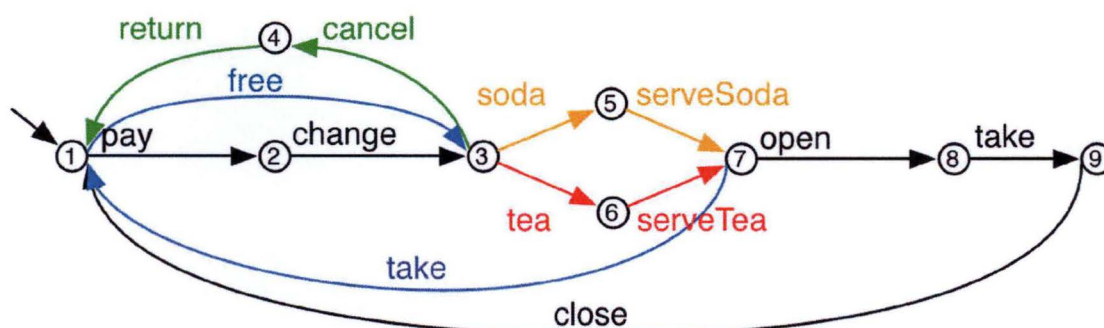 return
4
cancel
free
soda
5
serveSoda
pay
change
open
take
1
2
3
7
8
9
tea
6
serveTea
take
close